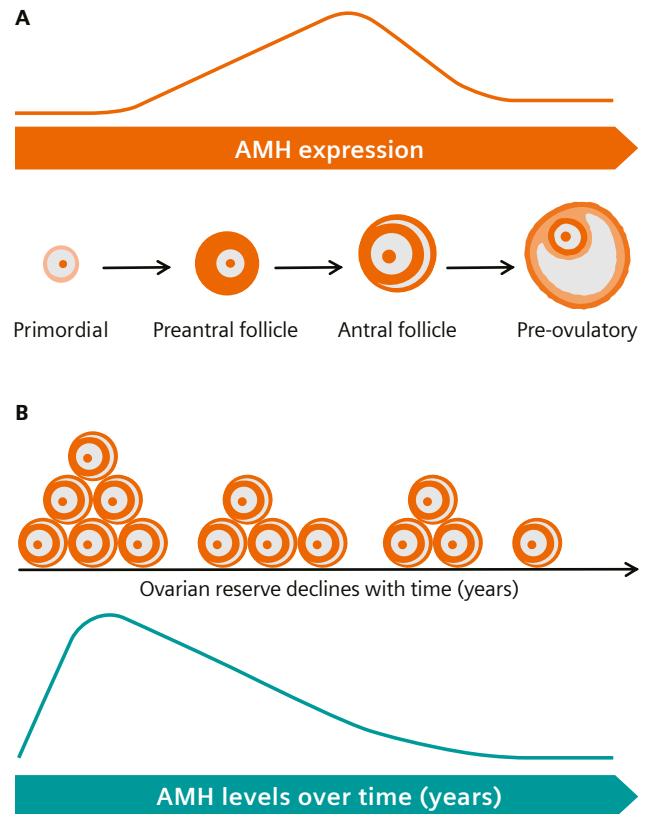 A
AMH expression
Primordial
Preantral follicle
Antral follicle
Pre-ovulatory
B
Ovarian reserve declines with time (years)
AMH levels over time (years)